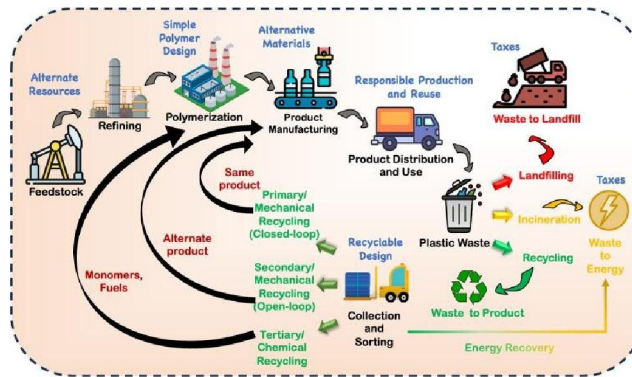 Alternate
Resources
Feedstock
Refining
Simple
Polymer
Design
Polymerization
Alternative
Materials
Product
Manufacturing
Responsible Production
and Reuse
Product Distribution
and Use
Plastic Waste
Taxes
Waste to Landfill
Landfilling
Incineration
Recycling
Taxes
Waste
to
Energy
Waste to Product
Same
product
Primary/
Mechanical
Recycling
(Closed-loop)
Alternate
product
Secondary/
Mechanical
Recycling
(Open-loop)
Monomers,
Fuels
Tertiary/
Chemical
Recycling
Recyclable
Design
Collection
and
Sorting
Energy Recovery